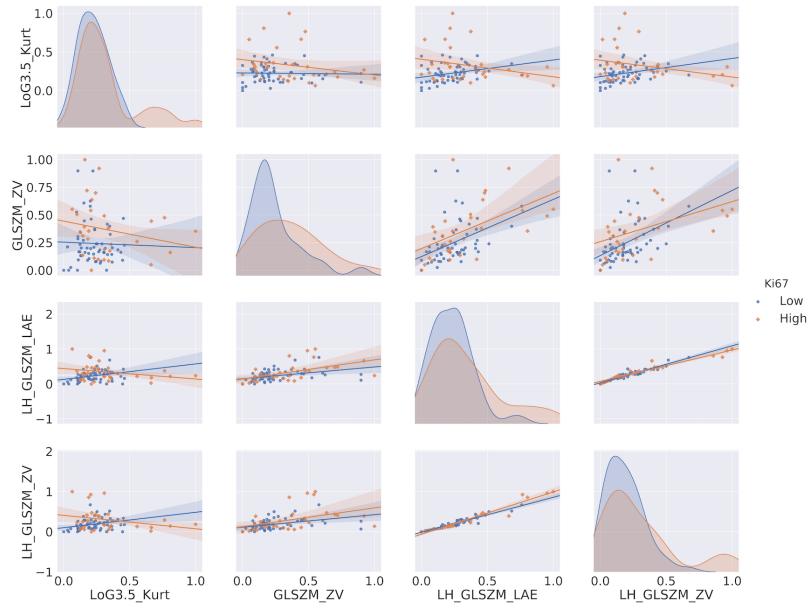 LoG3.5_Kurt
1.0
0.5
0.0
GLSZM_ZV
1.00
0.75
0.50
0.25
0.00
Ki67
Low
High
LH_GLSZM_LAE
2
1
0
−1
LH_GLSZM_ZV
2
1
0
−1
0.0 0.5 1.0 0.0 0.5 1.0 0.0 0.5 1.0 0.0 0.5 1.0
LoG3.5_Kurt GLSZM_ZV LH_GLSZM_LAE LH_GLSZM_ZV